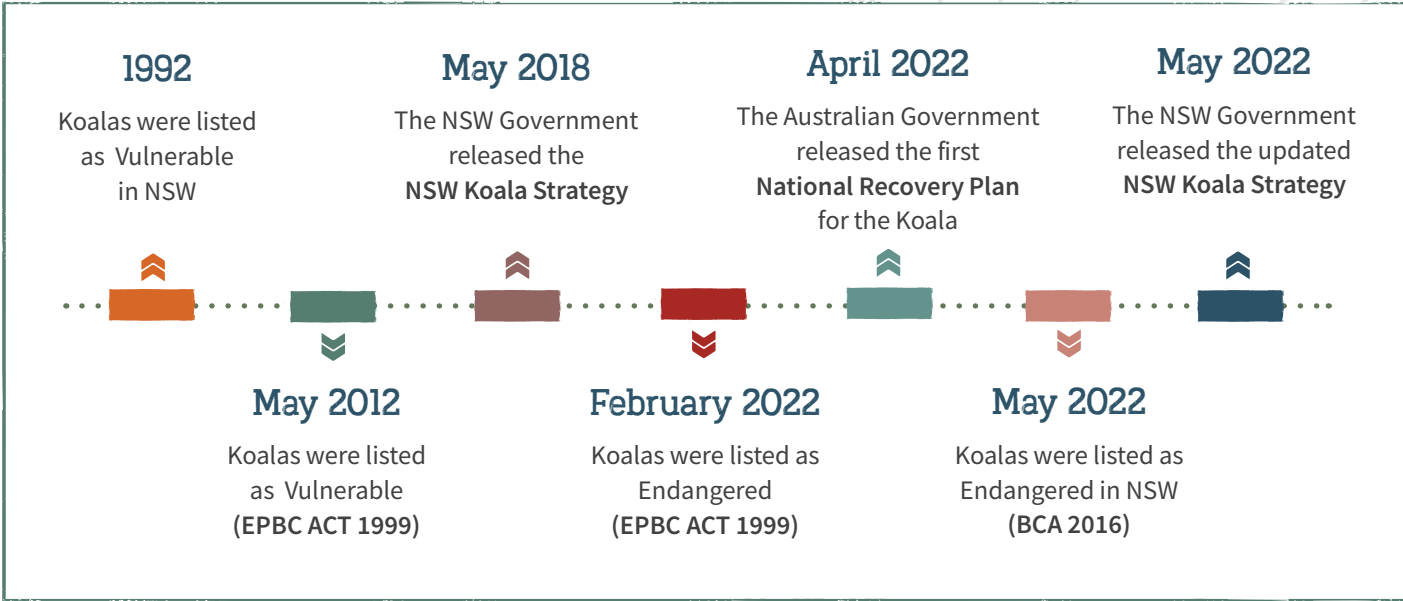 1992
Koalas were listed
as Vulnerable
in NSW
May 2012
Koalas were listed
as Vulnerable
(EPBC ACT 1999)
May 2018
The NSW Government
released the
NSW Koala Strategy
February 2022
Koalas were listed as
Endangered
(EPBC ACT 1999)
April 2022
The Australian Government
released the first
National Recovery Plan
for the Koala
May 2022
Koalas were listed as
Endangered in NSW
(BCA 2016)
May 2022
The NSW Government
released the updated
NSW Koala Strategy